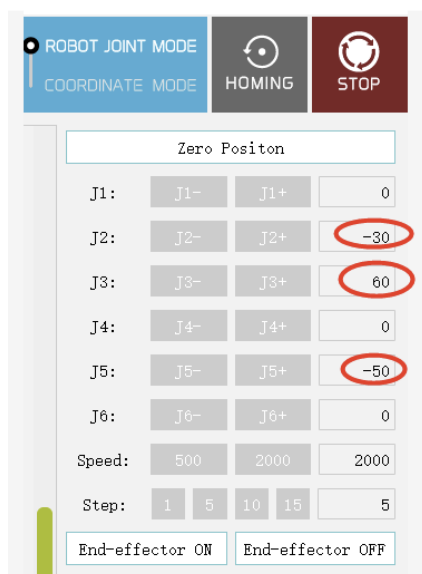 ROBOT JOINT MODE
COORDINATE MODE
HOMING
STOP
Zero Positon
J1: J1- J1+ 0
J2: J2- J2+ -30
J3: J3- J3+ 60
J4: J4- J4+ 0
J5: J5- J5+ -50
J6: J6- J6+ 0
Speed: 500 2000 2000
Step: 1 5 10 15 5
End-effector ON End-effector OFF